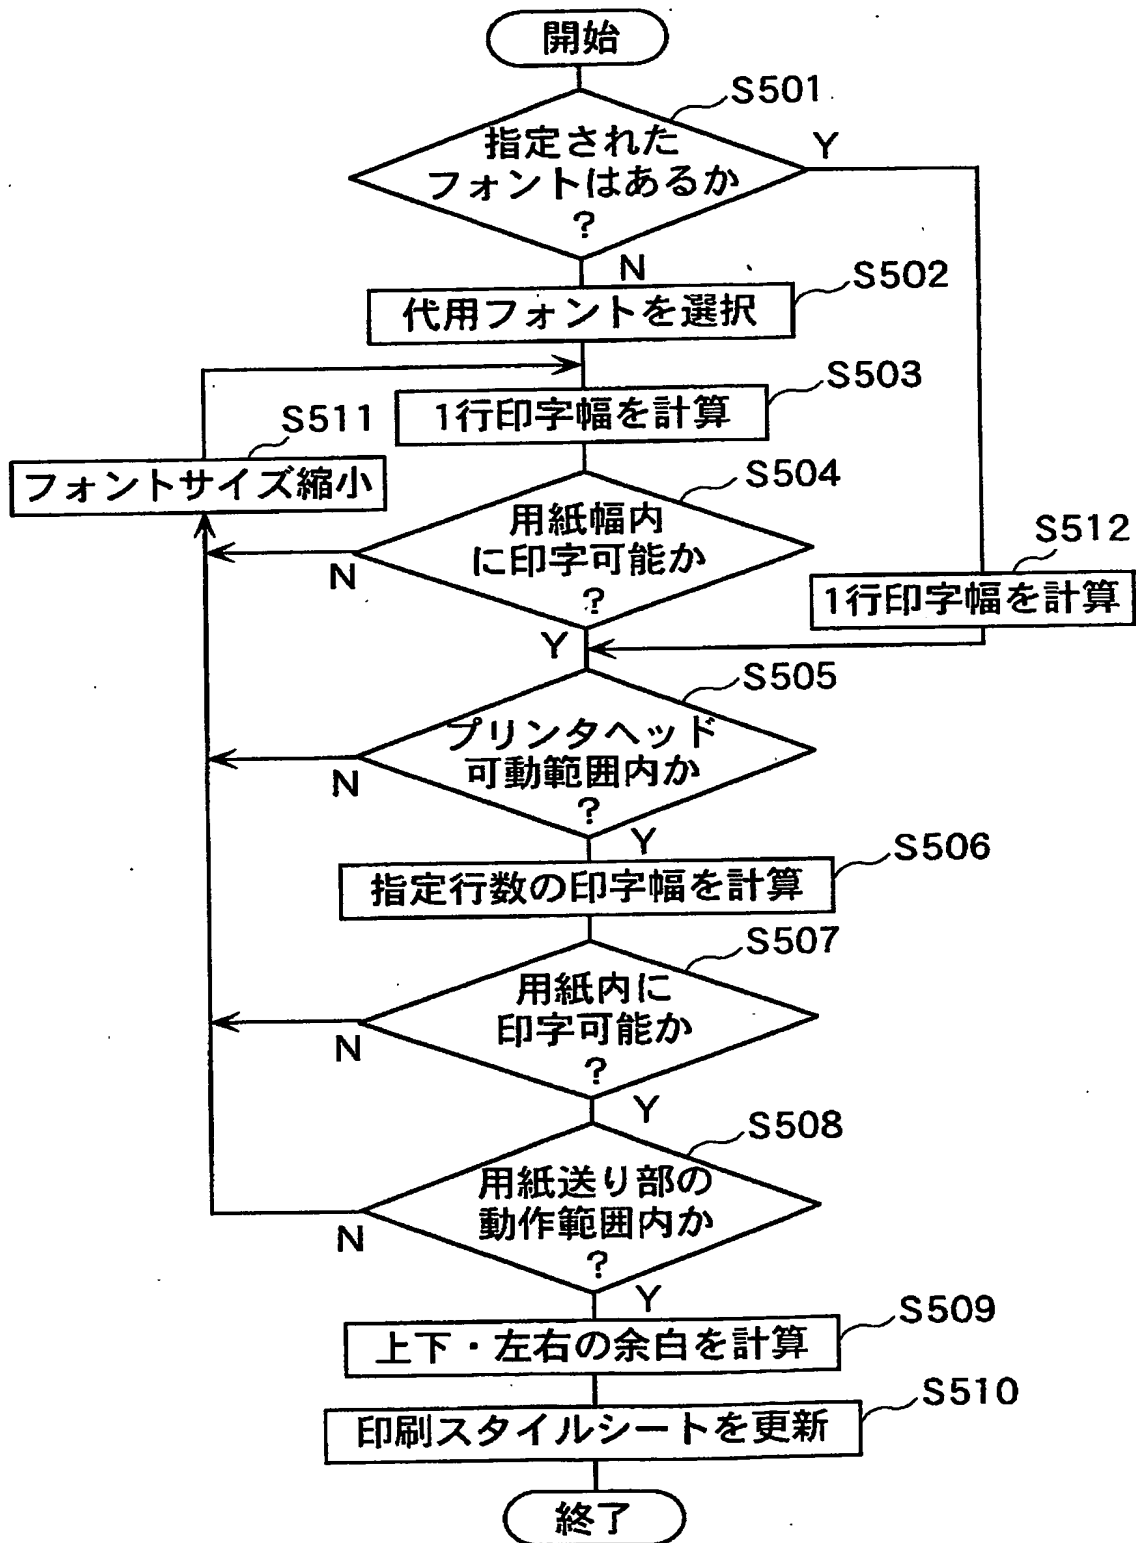 開始
S501
指定された
フォントはあるか
?
Y
N
S502
代用フォントを選択
S503
1行印字幅を計算
S511
フォントサイズ縮小
S504
用紙幅内
に印字可能か
?
N
Y
S512
1行印字幅を計算
S505
プリンタヘッド
可動範囲内か
?
N
Y
S506
指定行数の印字幅を計算
S507
用紙内に
印字可能か
?
N
Y
S508
用紙送り部の
動作範囲内か
?
N
Y
S509
上下・左右の余白を計算
S510
印刷スタイルシートを更新
終了